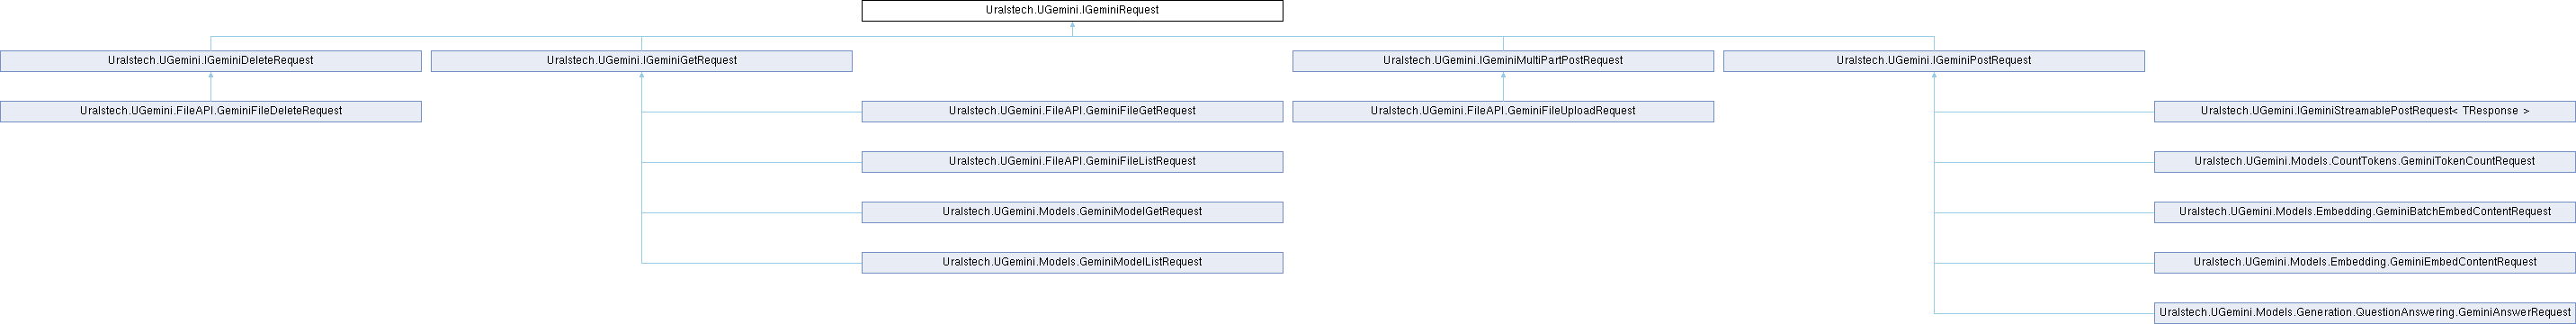 Uralstech.UGemini.IGeminiRequest
Uralstech.UGemini.IGeminiDeleteRequest
Uralstech.UGemini.IGeminiGetRequest
Uralstech.UGemini.IGeminiMultiPartPostRequest
Uralstech.UGemini.IGeminiPostRequest
Uralstech.UGemini.FileAPI.GeminiFileDeleteRequest
Uralstech.UGemini.FileAPI.GeminiFileGetRequest
Uralstech.UGemini.FileAPI.GeminiFileUploadRequest
Uralstech.UGemini.IGeminiStreamablePostRequest< TResponse >
Uralstech.UGemini.FileAPI.GeminiFileListRequest
Uralstech.UGemini.Models.CountTokens.GeminiTokenCountRequest
Uralstech.UGemini.Models.GeminiModelGetRequest
Uralstech.UGemini.Models.Embedding.GeminiBatchEmbedContentRequest
Uralstech.UGemini.Models.GeminiModelListRequest
Uralstech.UGemini.Models.Embedding.GeminiEmbedContentRequest
Uralstech.UGemini.Models.Generation.QuestionAnswering.GeminiAnswerRequest